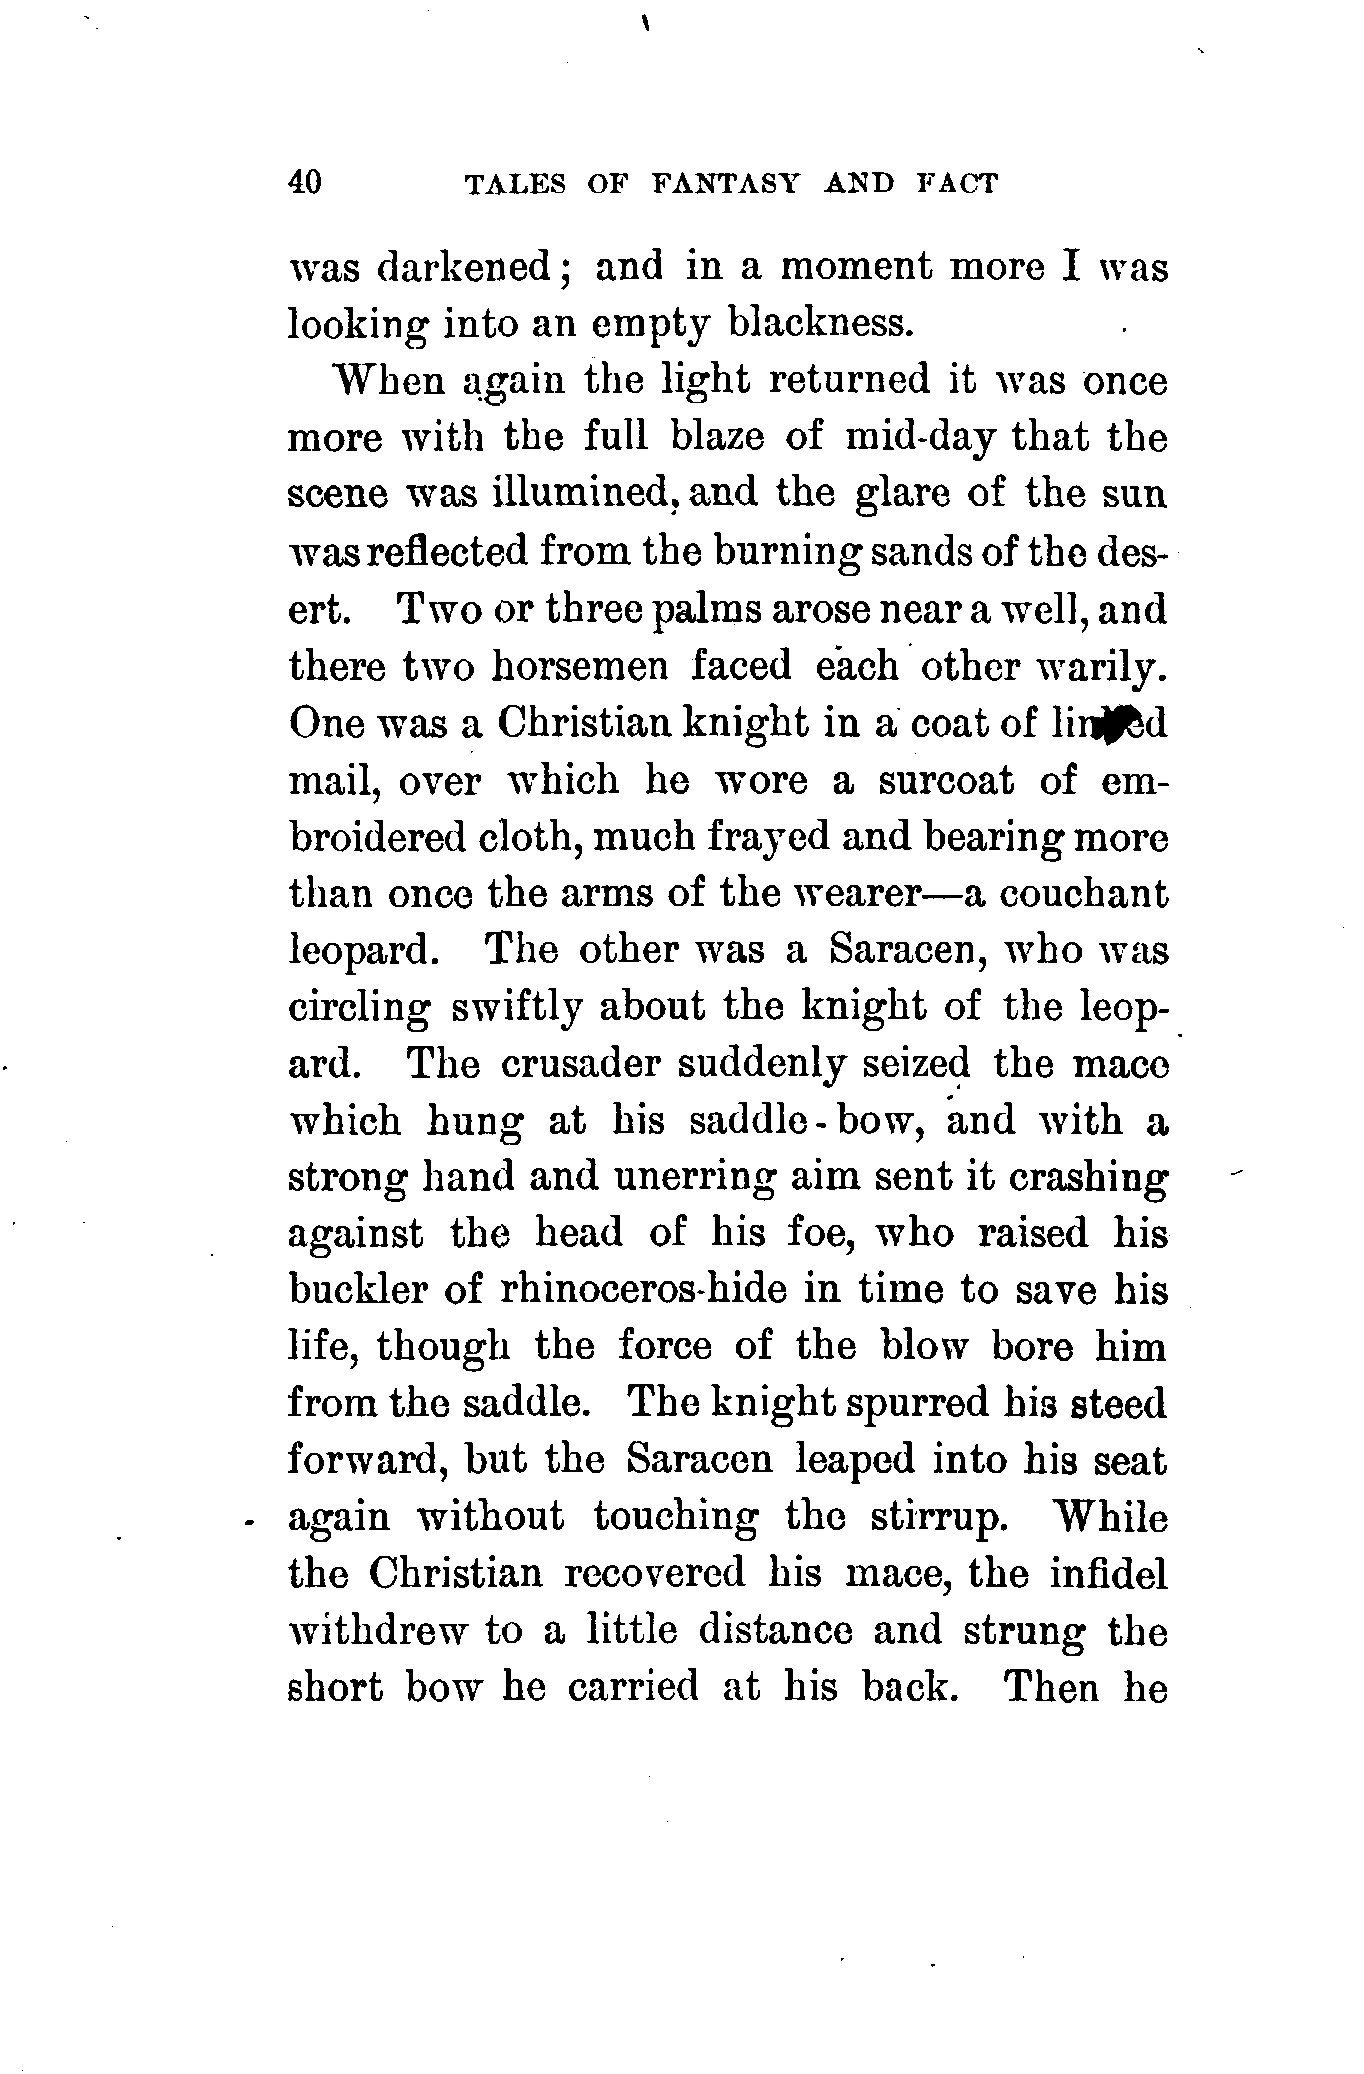 40 TALES OF FANTASY AND FACT
was darkened; and in a moment more I was
looking into an empty blackness.
When again the light returned it was once
more with the full blaze of mid-day that the
scene was illumined, and the glare of the sun
was reflected from the burning sands of the des-
ert. Two or three palms arose near a well, and
there two horsemen faced each other warily.
One was a Christian knight in a coat of
mail, over which he wore a surcoat of em-
broidered cloth, much frayed and bearing more
than once the arms of the wearer—a couchant
leopard. The other was a Saracen, who was
circling swiftly about the knight of the leop-
ard. The crusader suddenly seized the mace
which hung at his saddle-bow, and with a
strong hand and unerring aim sent it crashing
against the head of his foe, who raised his
buckler of rhinoceros-hide in time to save his
life, though the force of the blow bore him
from the saddle. The knight spurred his steed
forward, but the Saracen leaped into his seat
again without touching the stirrup. While
the Christian recovered his mace, the infidel
withdrew to a little distance and strung the
short bow he carried at his back. Then he